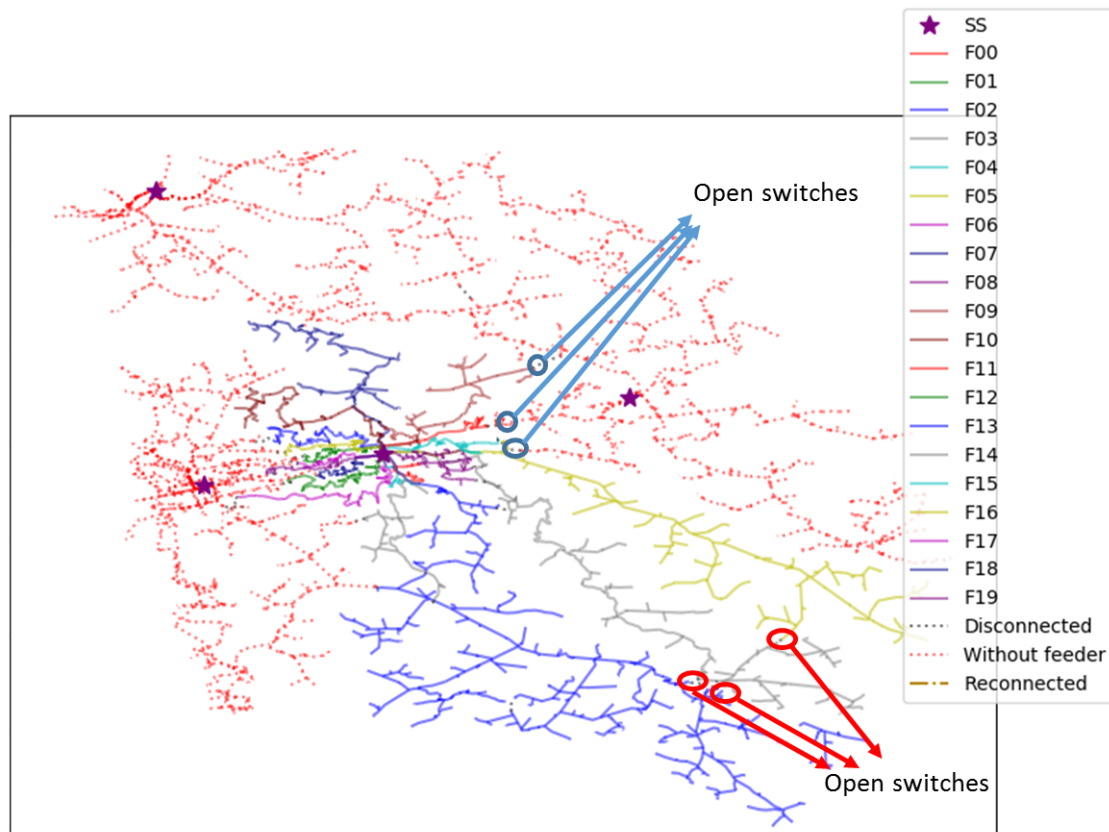 SS
F00
F01
F02
F03
F04
F05
F06
F07
F08
F09
F10
F11
F12
F13
F14
F15
F16
F17
F18
F19
Disconnected
Without feeder
Reconnected
Open switches
Open switches